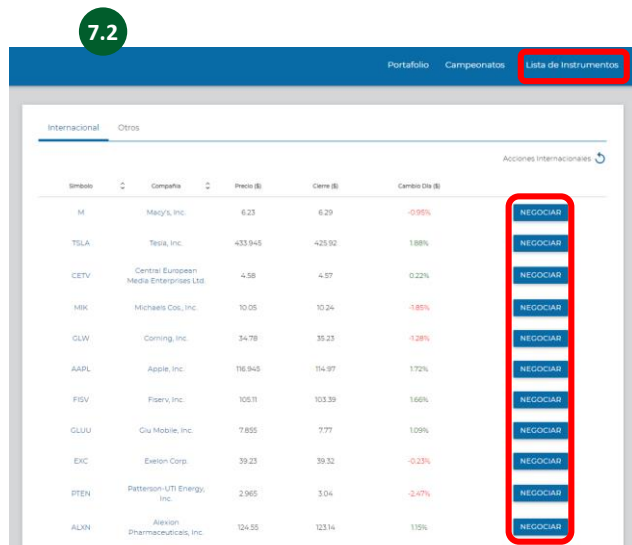 7.2
Portafolio Campeonatos Lista de Instrumentos
Internacional Otros
Acciones Internacionales
Símbolo Compañía Precio ($) Cierre ($) Cambio Día ($)
M Macy's, Inc. 6.23 6.29 -0.95% NEGOCIAR
TSLA Tesla, Inc. 433.945 425.92 1.88% NEGOCIAR
CETV Central European Media Enterprises Ltd. 4.58 4.57 0.22% NEGOCIAR
MIK Michaels Cos., Inc. 10.05 10.24 -1.85% NEGOCIAR
GLW Corning, Inc. 34.78 35.23 -1.28% NEGOCIAR
AAPL Apple, Inc. 116.945 114.97 1.72% NEGOCIAR
FISV Fiserv, Inc. 105.11 103.39 1.66% NEGOCIAR
GLUU Glu Mobile, Inc. 7.855 7.77 1.09% NEGOCIAR
EXC Exelon Corp. 39.23 39.32 -0.23% NEGOCIAR
PTEN Patterson-UTI Energy, Inc. 2.965 3.04 -2.47% NEGOCIAR
ALXN Alexion Pharmaceuticals, Inc. 124.55 123.14 1.15% NEGOCIAR